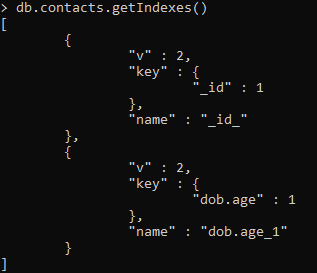 > db.contacts.getIndexes()
[
        {
                "v" : 2,
                "key" : {
                        "_id" : 1
                },
                "name" : "_id_"
        },
        {
                "v" : 2,
                "key" : {
                        "dob.age" : 1
                },
                "name" : "dob.age_1"
        }
]